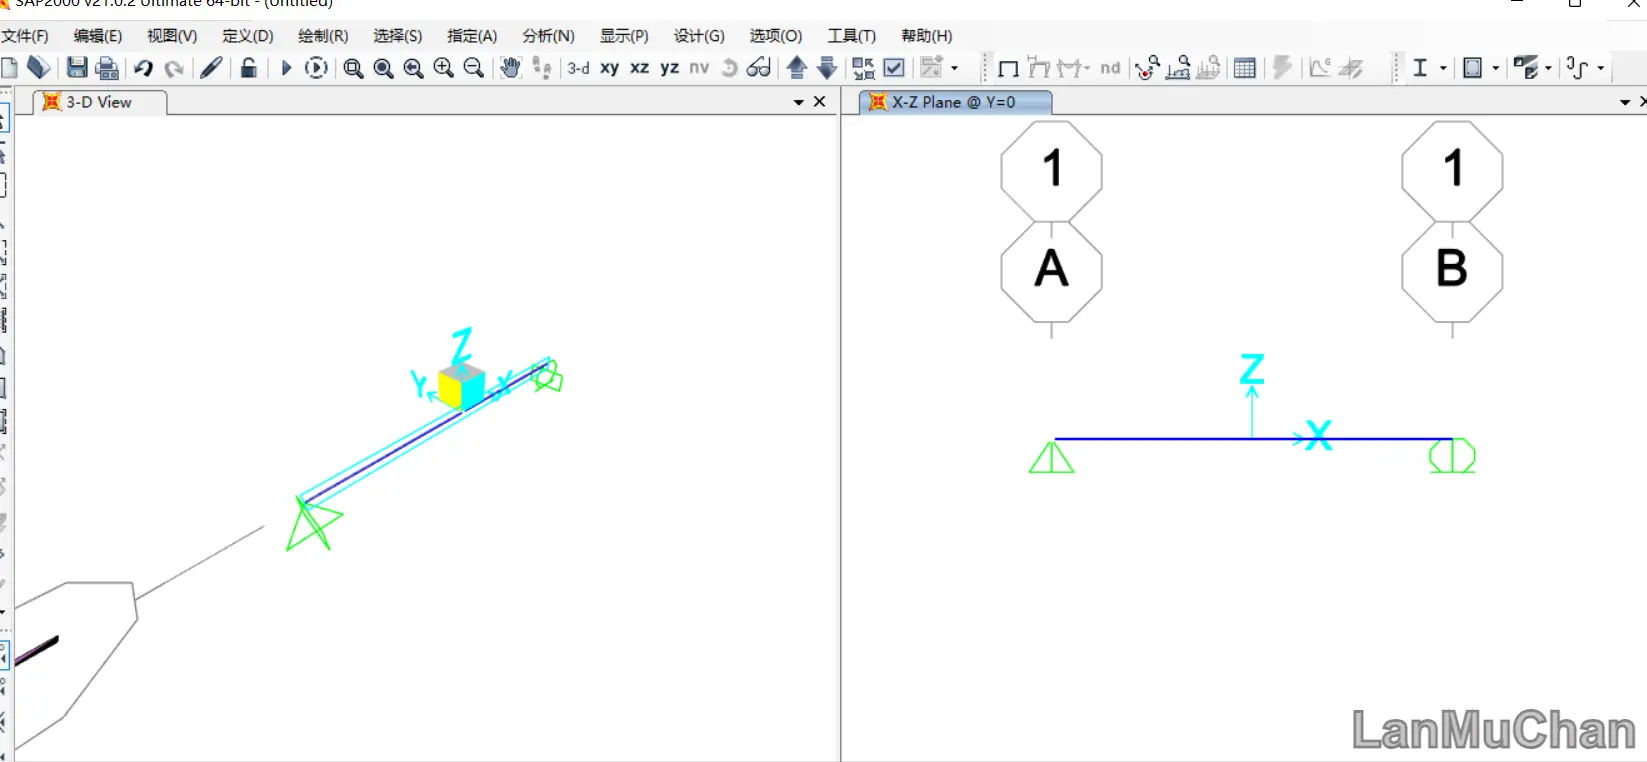 SAP2000 v21.0.2 Ultimate 64-bit - (Untitled)
文件(F) 编辑(E) 视图(V) 定义(D) 绘制(R) 选择(S) 指定(A) 分析(N) 显示(P) 设计(G) 选项(O) 工具(T) 帮助(H)
3-d xy xz yz nv nd
3-D View
X-Z Plane @ Y=0
1 1
A B
Z
Y X
Z
X
LanMuChan